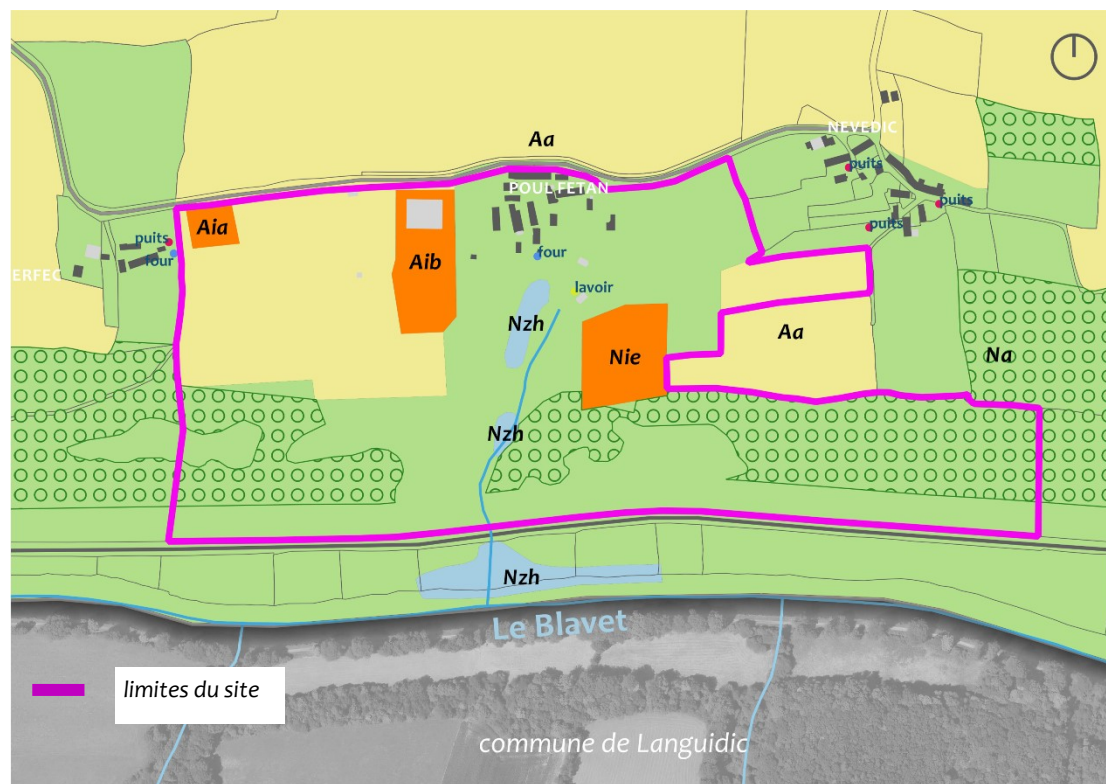 Aa
NEVEDIC
puits
POUL FETAN
Aia
puits
puits
puits
four
ERFEC
Aib
four
lavoir
Nzh
Nie
Aa
Na
Nzh
Nzh
Le Blavet
limites du site
commune de Languidic